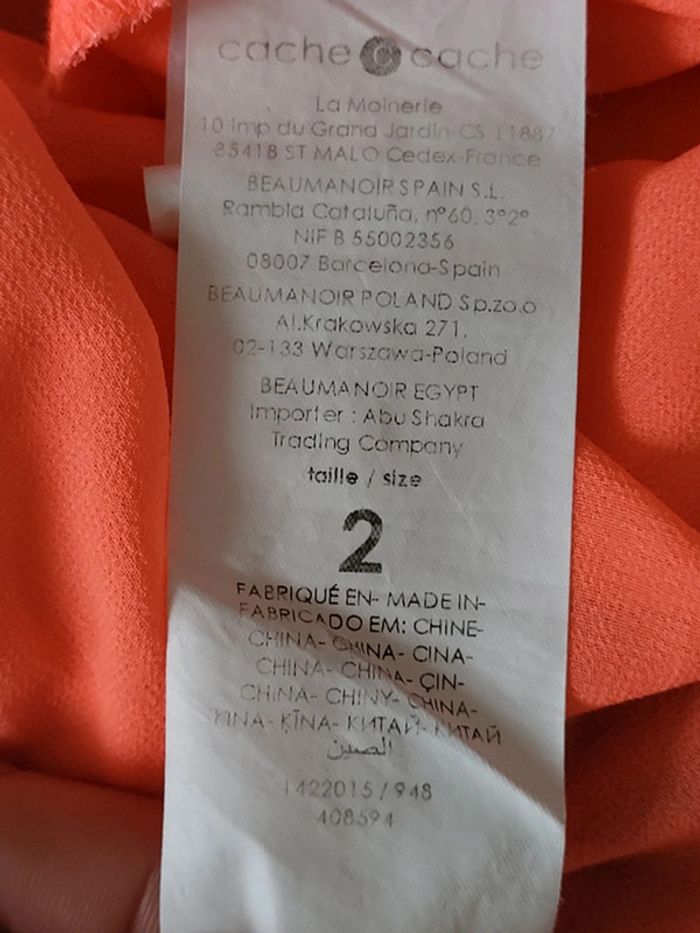 cache c cache
La Moinerie
10 imp du Grand Jardin-CS 11887
35418 ST MALO Cedex-France
BEAUMANOIR SPAIN S.L.
Rambla Cataluña, nº60, 3º2º
NIF B 55002356
08007 Barcelona-Spain
BEAUMANOIR POLAND Sp.zo.o
Al.Krakowska 271,
02-133 Warszawa-Poland
BEAUMANOIR EGYPT
Importer : Abu Shakra
Trading Company
taille / size
2
FABRIQUÉ EN- MADE IN-
FABRICADO EM: CHINE-
CHINA- CHINA- CINA-
CHINA- CHINA- ÇIN-
CHINA- CHINY- CHINA-
KINA- ĶĪNA- КИТАЙ- КИТАЙ
الصين
1422015 / 948
408594